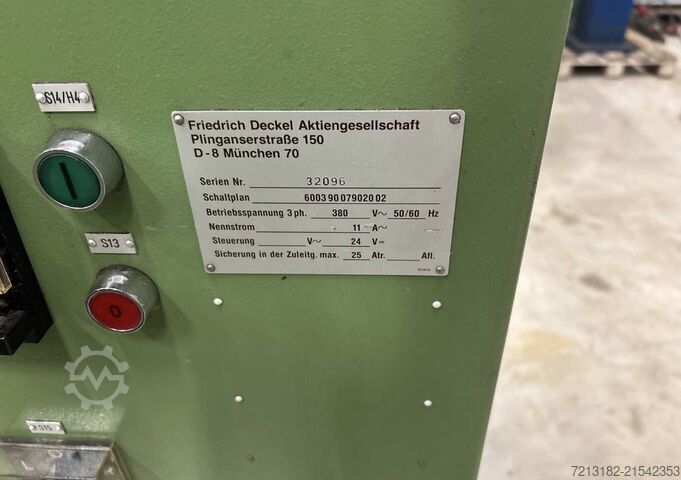 S14/H4
Friedrich Deckel Aktiengesellschaft
Plinganserstraße 150
D-8 München 70
Serien Nr. 32096
Schaltplan 6003 90 07902 0 02
Betriebsspannung 3 ph. 380 V~ 50/60 Hz
Nennstrom 11 A~
Steuerung V~ 24 V=
Sicherung in der Zuleitg. max. 25 Atr. Afl.
S13
0
S15
7213182-21542353